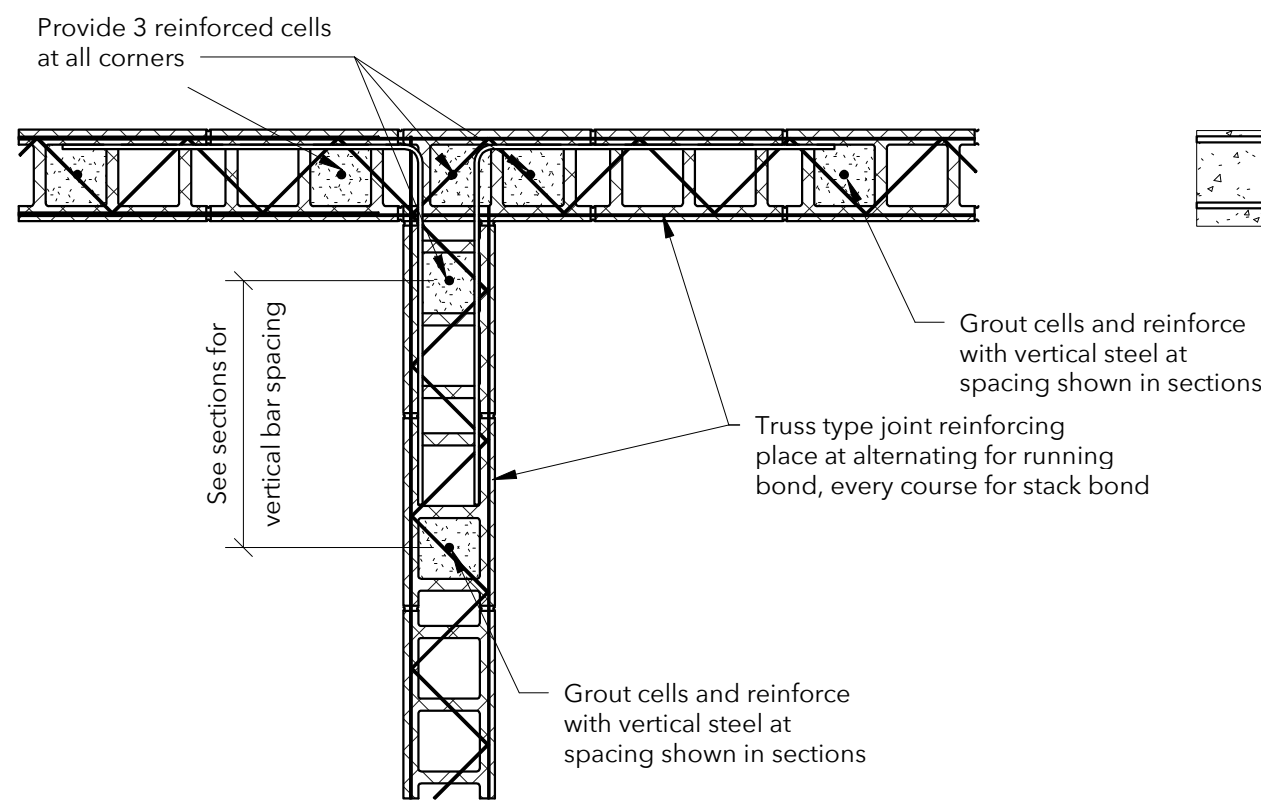 Provide 3 reinforced cells
at all corners
See sections for
vertical bar spacing
Grout cells and reinforce
with vertical steel at
spacing shown in sections
Truss type joint reinforcing
place at alternating for running
bond, every course for stack bond
Grout cells and reinforce
with vertical steel at
spacing shown in sections